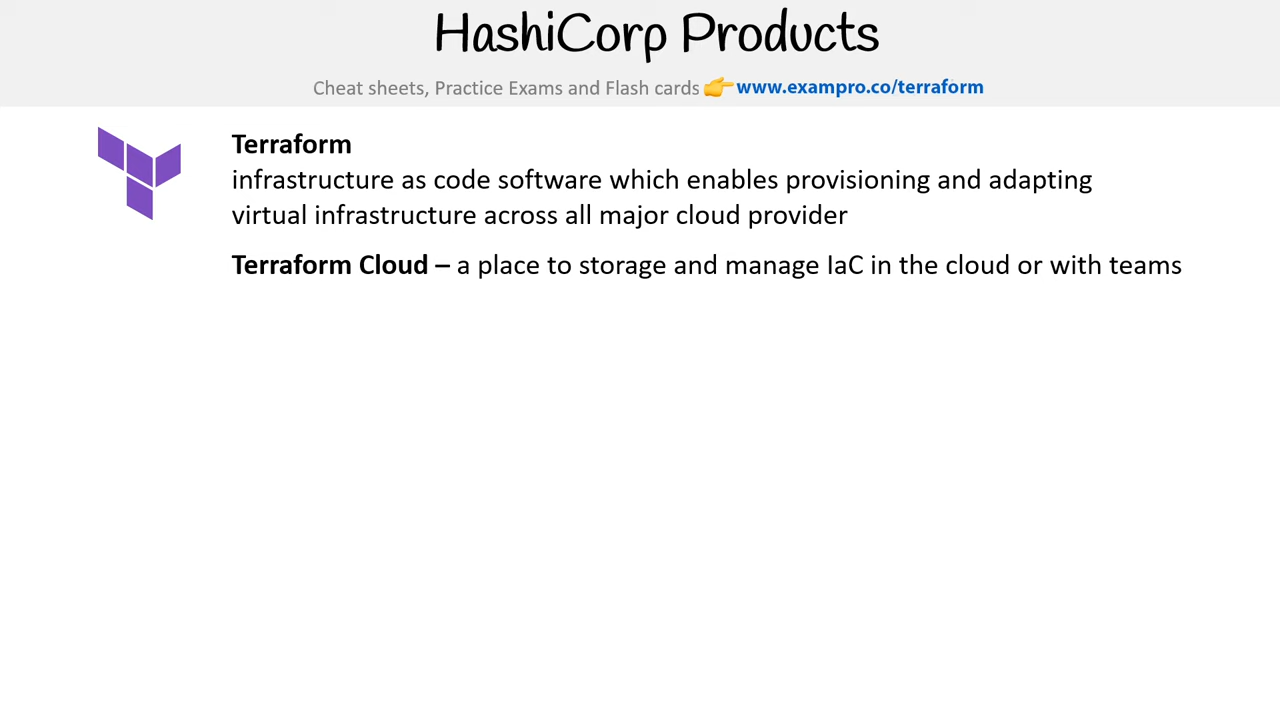 HashiCorp Products
Cheat sheets, Practice Exams and Flash cards 👉 www.exampro.co/terraform
Terraform
infrastructure as code software which enables provisioning and adapting
virtual infrastructure across all major cloud provider
Terraform Cloud – a place to storage and manage IaC in the cloud or with teams